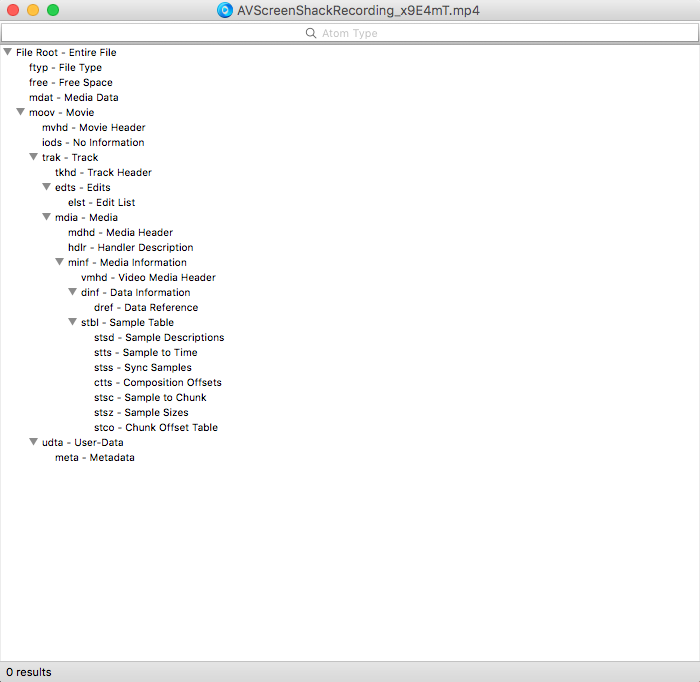 AVScreenShackRecording_x9E4mT.mp4
Atom Type
File Root - Entire File
ftyp - File Type
free - Free Space
mdat - Media Data
moov - Movie
mvhd - Movie Header
iods - No Information
trak - Track
tkhd - Track Header
edts - Edits
elst - Edit List
mdia - Media
mdhd - Media Header
hdlr - Handler Description
minf - Media Information
vmhd - Video Media Header
dinf - Data Information
dref - Data Reference
stbl - Sample Table
stsd - Sample Descriptions
stts - Sample to Time
stss - Sync Samples
ctts - Composition Offsets
stsc - Sample to Chunk
stsz - Sample Sizes
stco - Chunk Offset Table
udta - User-Data
meta - Metadata
0 results